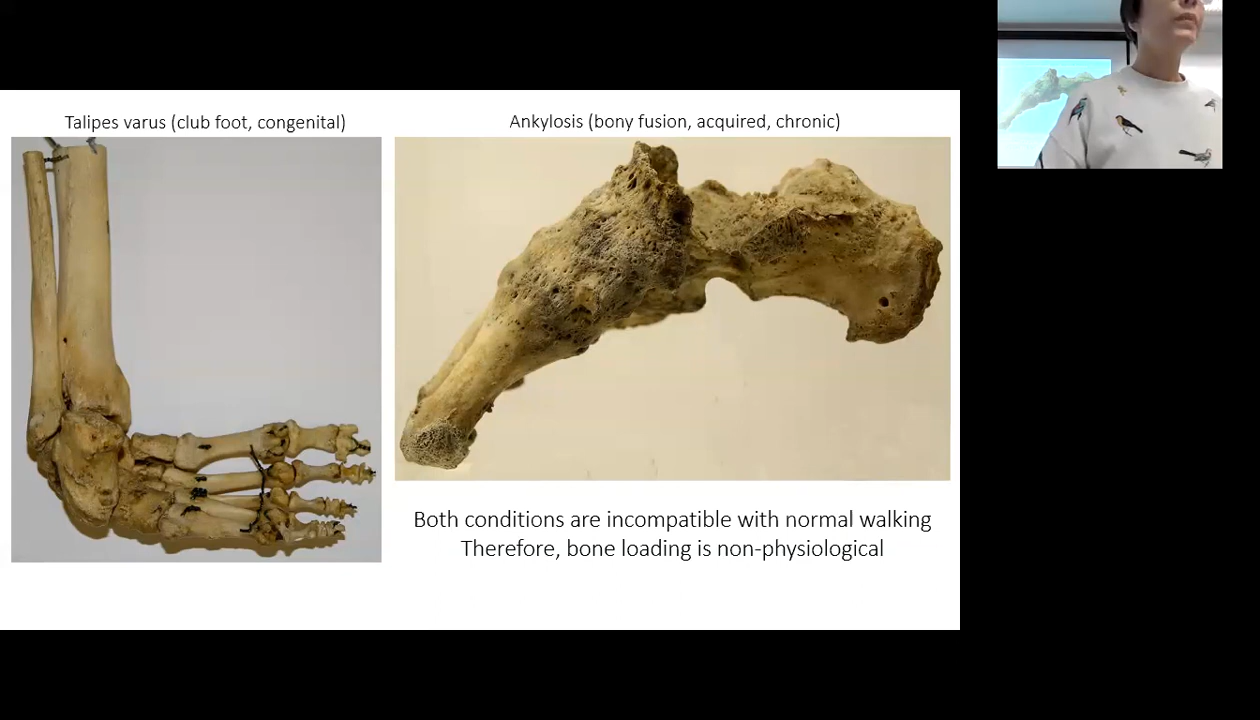 Talipes varus (club foot, congenital)
Ankylosis (bony fusion, acquired, chronic)
Both conditions are incompatible with normal walking
Therefore, bone loading is non-physiological